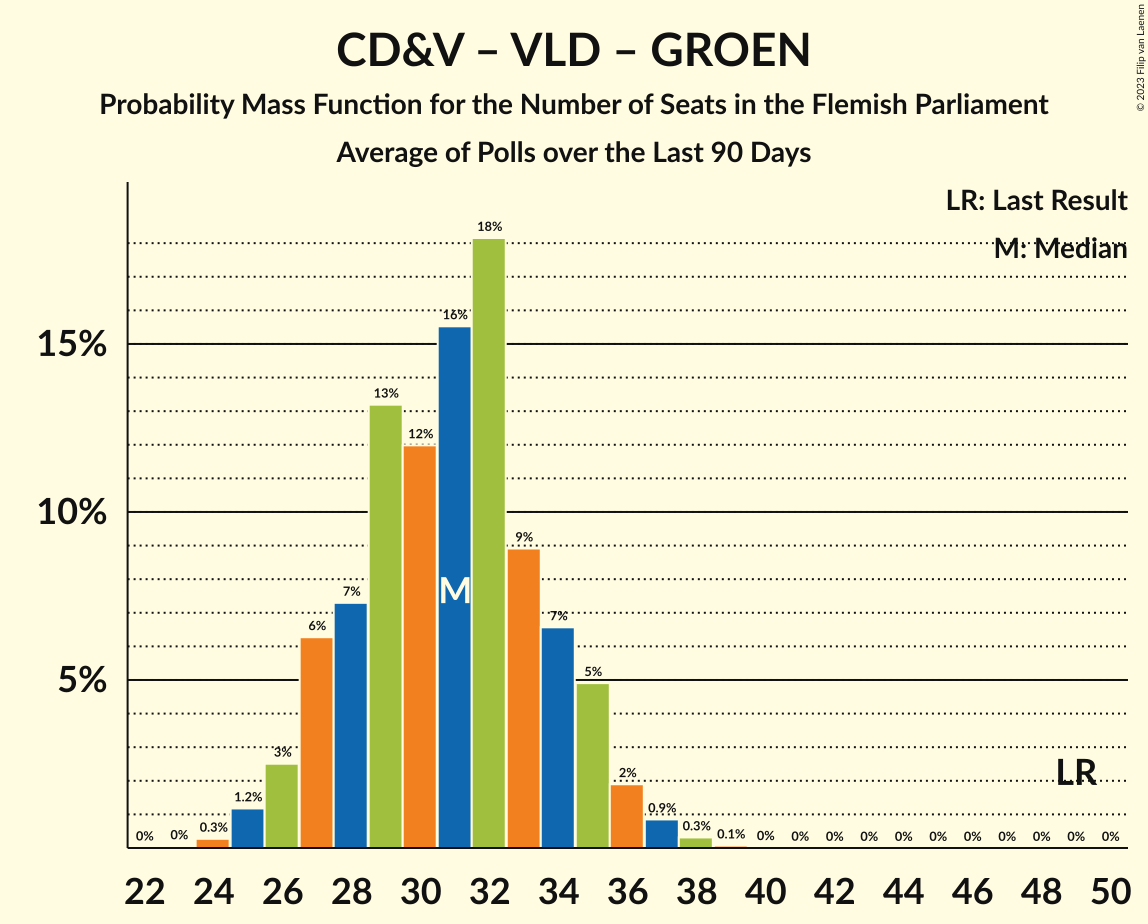 CD&V – VLD – GROEN
Probability Mass Function for the Number of Seats in the Flemish Parliament
Average of Polls over the Last 90 Days
© 2023 Filip van Laenen
LR: Last Result
M: Median
18%
16%
15%
13%
12%
10%
9%
7%
M
7%
6%
5%
5%
3%
2%
LR
1.2%
0.9%
0.3%
0.3%
0.1%
0% 0% 0% 0% 0% 0% 0% 0% 0% 0% 0% 0% 0%
22 24 26 28 30 32 34 36 38 40 42 44 46 48 50